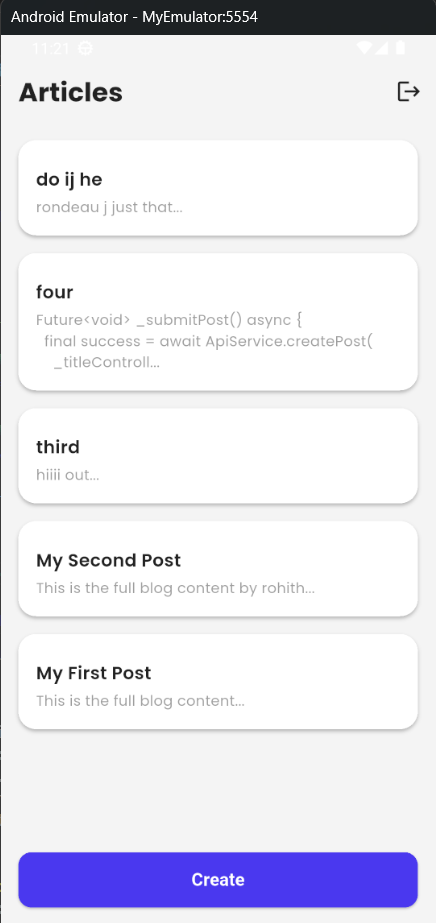 Android Emulator - MyEmulator:5554
11:21
Articles
do ij he
rondeau j just that...
four
Future<void> _submitPost() async {
final success = await ApiService.createPost(
_titleControll...
third
hiiii out...
My Second Post
This is the full blog content by rohith...
My First Post
This is the full blog content...
Create